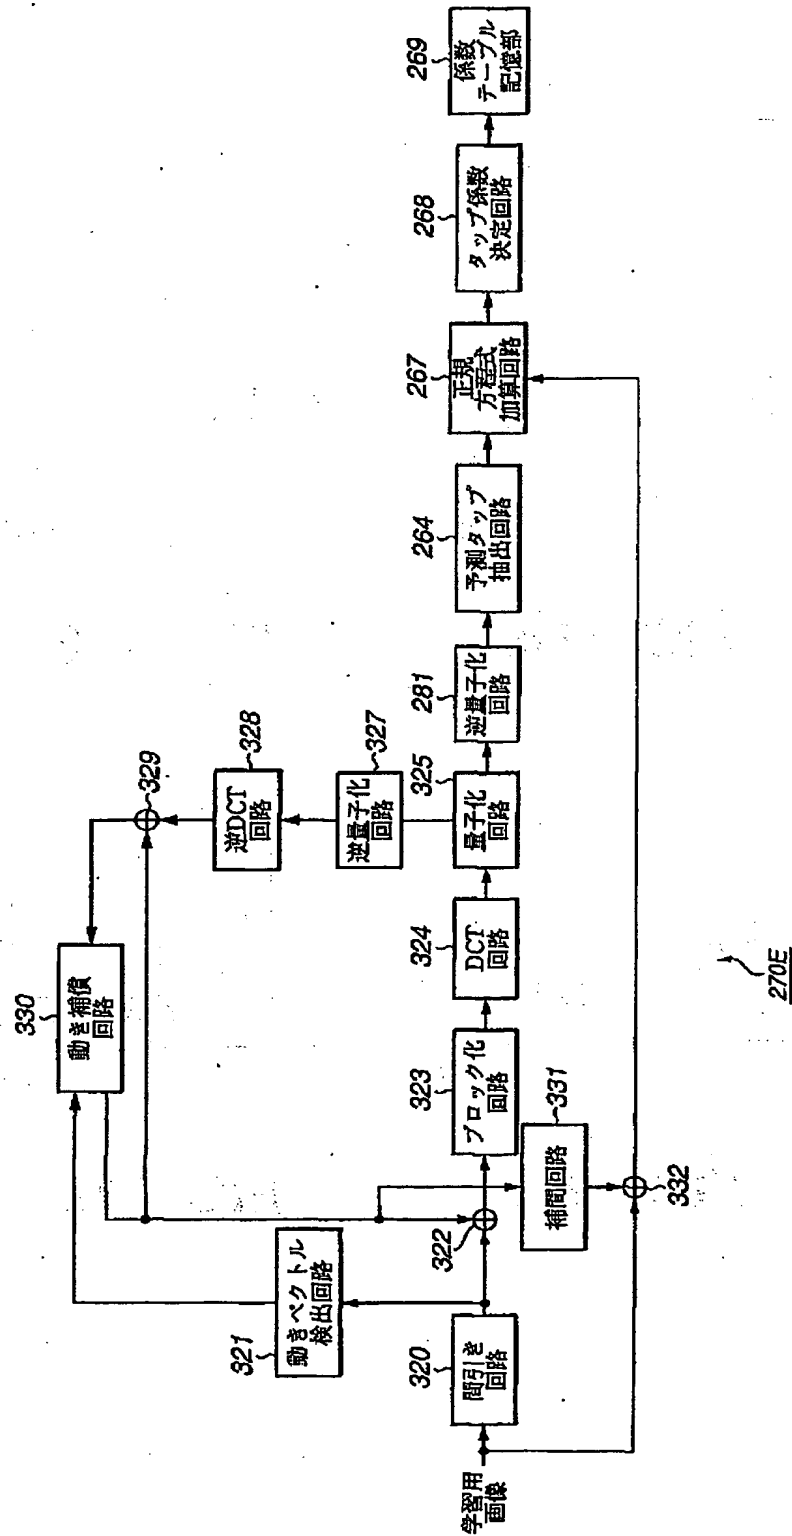 学習用
画像
320
間引き
回路
321
動きベクトル
検出回路
322
323
ブロック化
回路
324
DCT
回路
325
量子化
回路
281
逆量子化
回路
264
予測タップ
抽出回路
267
正規
方程式
加算回路
268
タップ係数
決定回路
269
係数
テーブル
記憶部
327
逆量子化
回路
328
逆DCT
回路
329
330
動き補償
回路
331
補間回路
332
270E